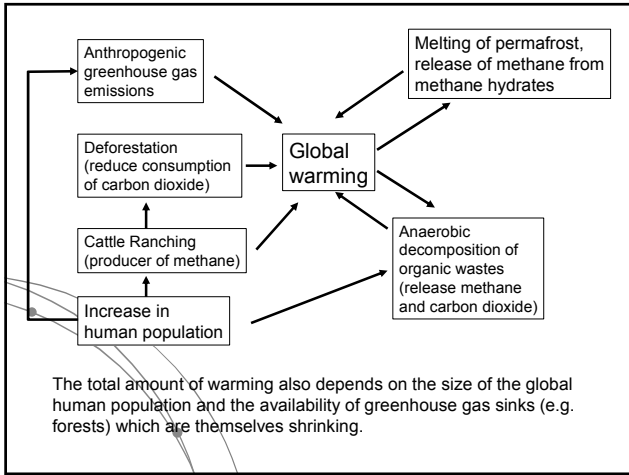 Anthropogenic
greenhouse gas
emissions
Melting of permafrost,
release of methane from
methane hydrates
Deforestation
(reduce consumption
of carbon dioxide)
Global
warming
Cattle Ranching
(producer of methane)
Anaerobic
decomposition of
organic wastes
(release methane
and carbon dioxide)
Increase in
human population
The total amount of warming also depends on the size of the global
human population and the availability of greenhouse gas sinks (e.g.
forests) which are themselves shrinking.